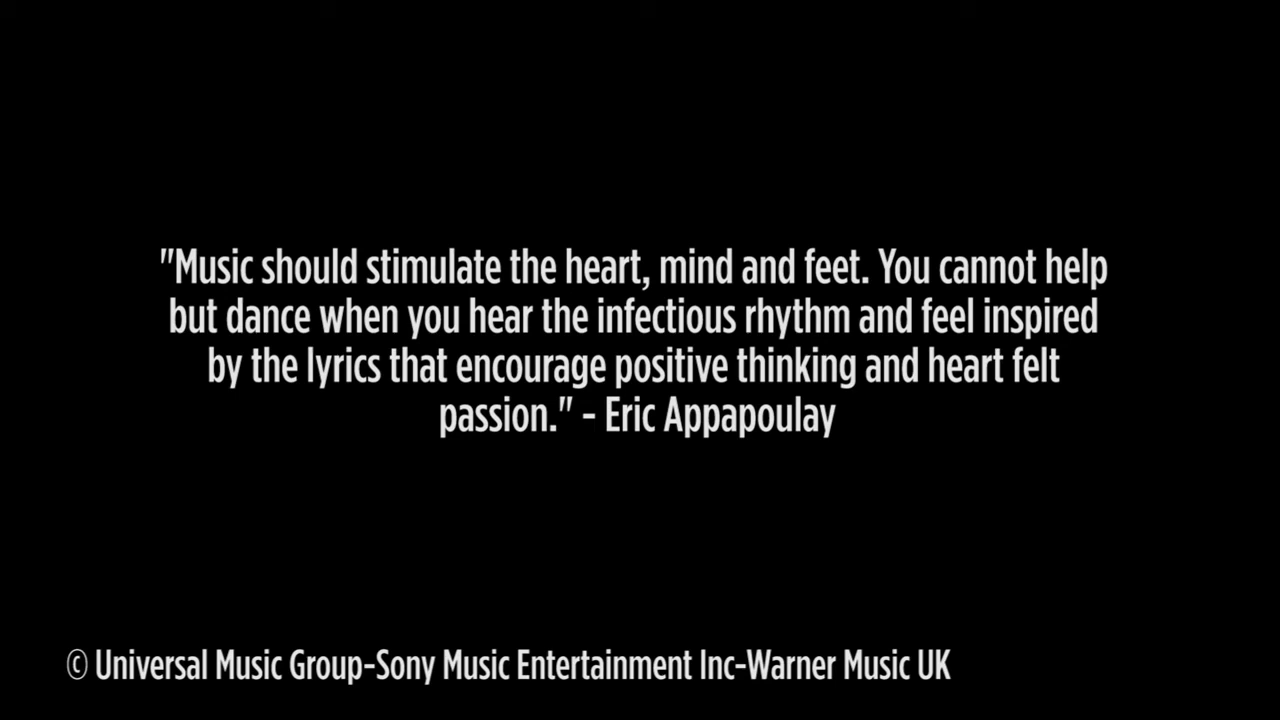 "Music should stimulate the heart, mind and feet. You cannot help
but dance when you hear the infectious rhythm and feel inspired
by the lyrics that encourage positive thinking and heart felt
passion." - Eric Appapoulay
© Universal Music Group-Sony Music Entertainment Inc-Warner Music UK